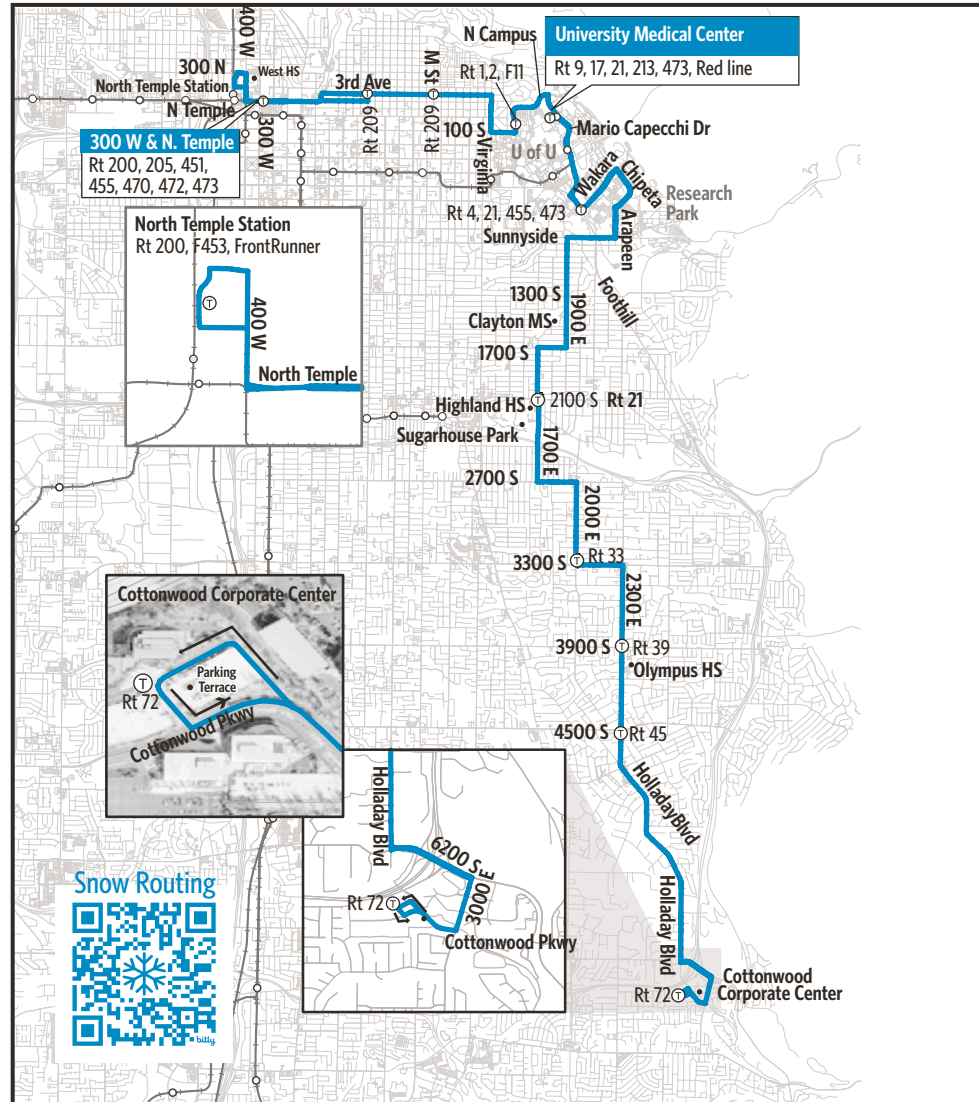 400 W
300 N
West HS
North Temple Station
N Temple
300 W
300 W & N. Temple
Rt 200, 205, 451,
455, 470, 472, 473
3rd Ave
Rt 209
M St
Rt 209
N Campus
Rt 1,2, F11
University Medical Center
Rt 9, 17, 21, 213, 473, Red line
100 S
Virginia
U of U
Mario Capecchi Dr
Wakara
Chipeta
Research
Park
Arapeen
Rt 4, 21, 455, 473
Sunnyside
Foothill
North Temple Station
Rt 200, F453, FrontRunner
T
400 W
North Temple
1300 S
1900 E
Clayton MS
1700 S
2100 S Rt 21
Highland HS
Sugarhouse Park
1700 E
2700 S
2000 E
3300 S
Rt 33
2300 E
3900 S
Rt 39
Olympus HS
4500 S
Rt 45
Holladay Blvd
Holladay Blvd
Cottonwood
Corporate Center
Rt 72
Cottonwood Corporate Center
Parking
Terrace
T
Rt 72
Cottonwood Pkwy
Holladay Blvd
6200 S
3000 E
Rt 72
Cottonwood Pkwy
Snow Routing
bitly